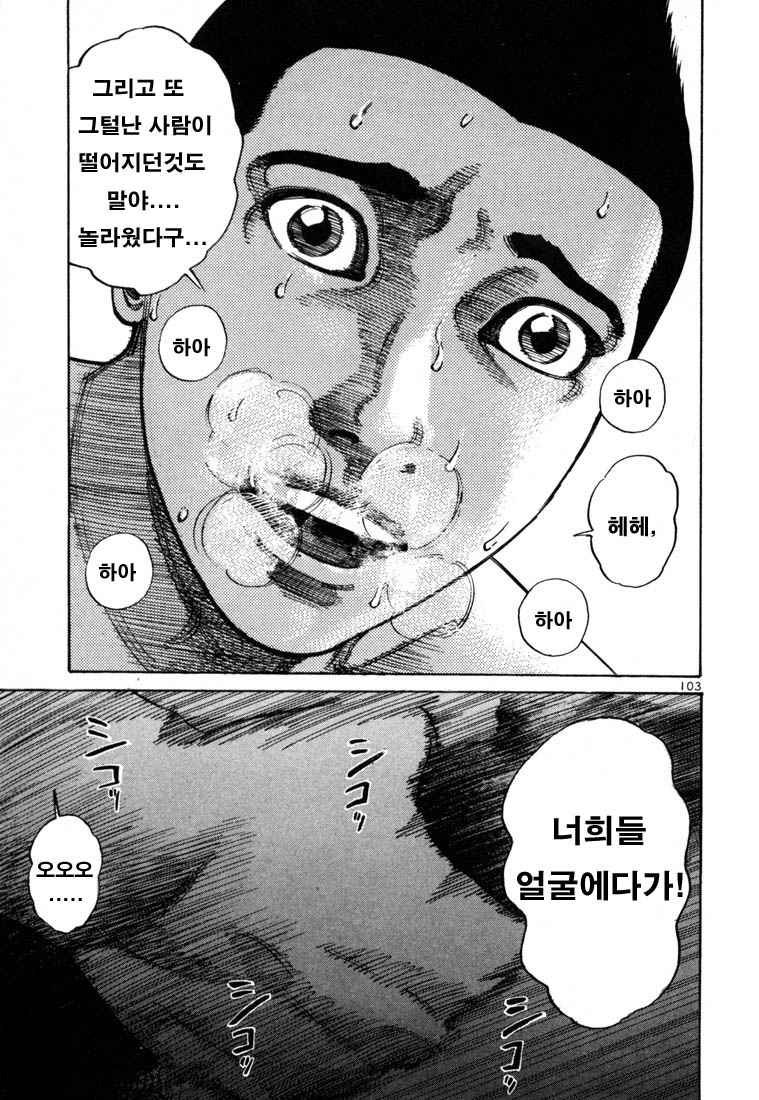 그리고 또
그털난 사람이
떨어지던것도
말야....
놀라웠다구...
하아
하아
헤헤,
하아
하아
103
シコッ
シコッ
너희들
얼굴에다가!
오오오
.....
シコッ
シコッ